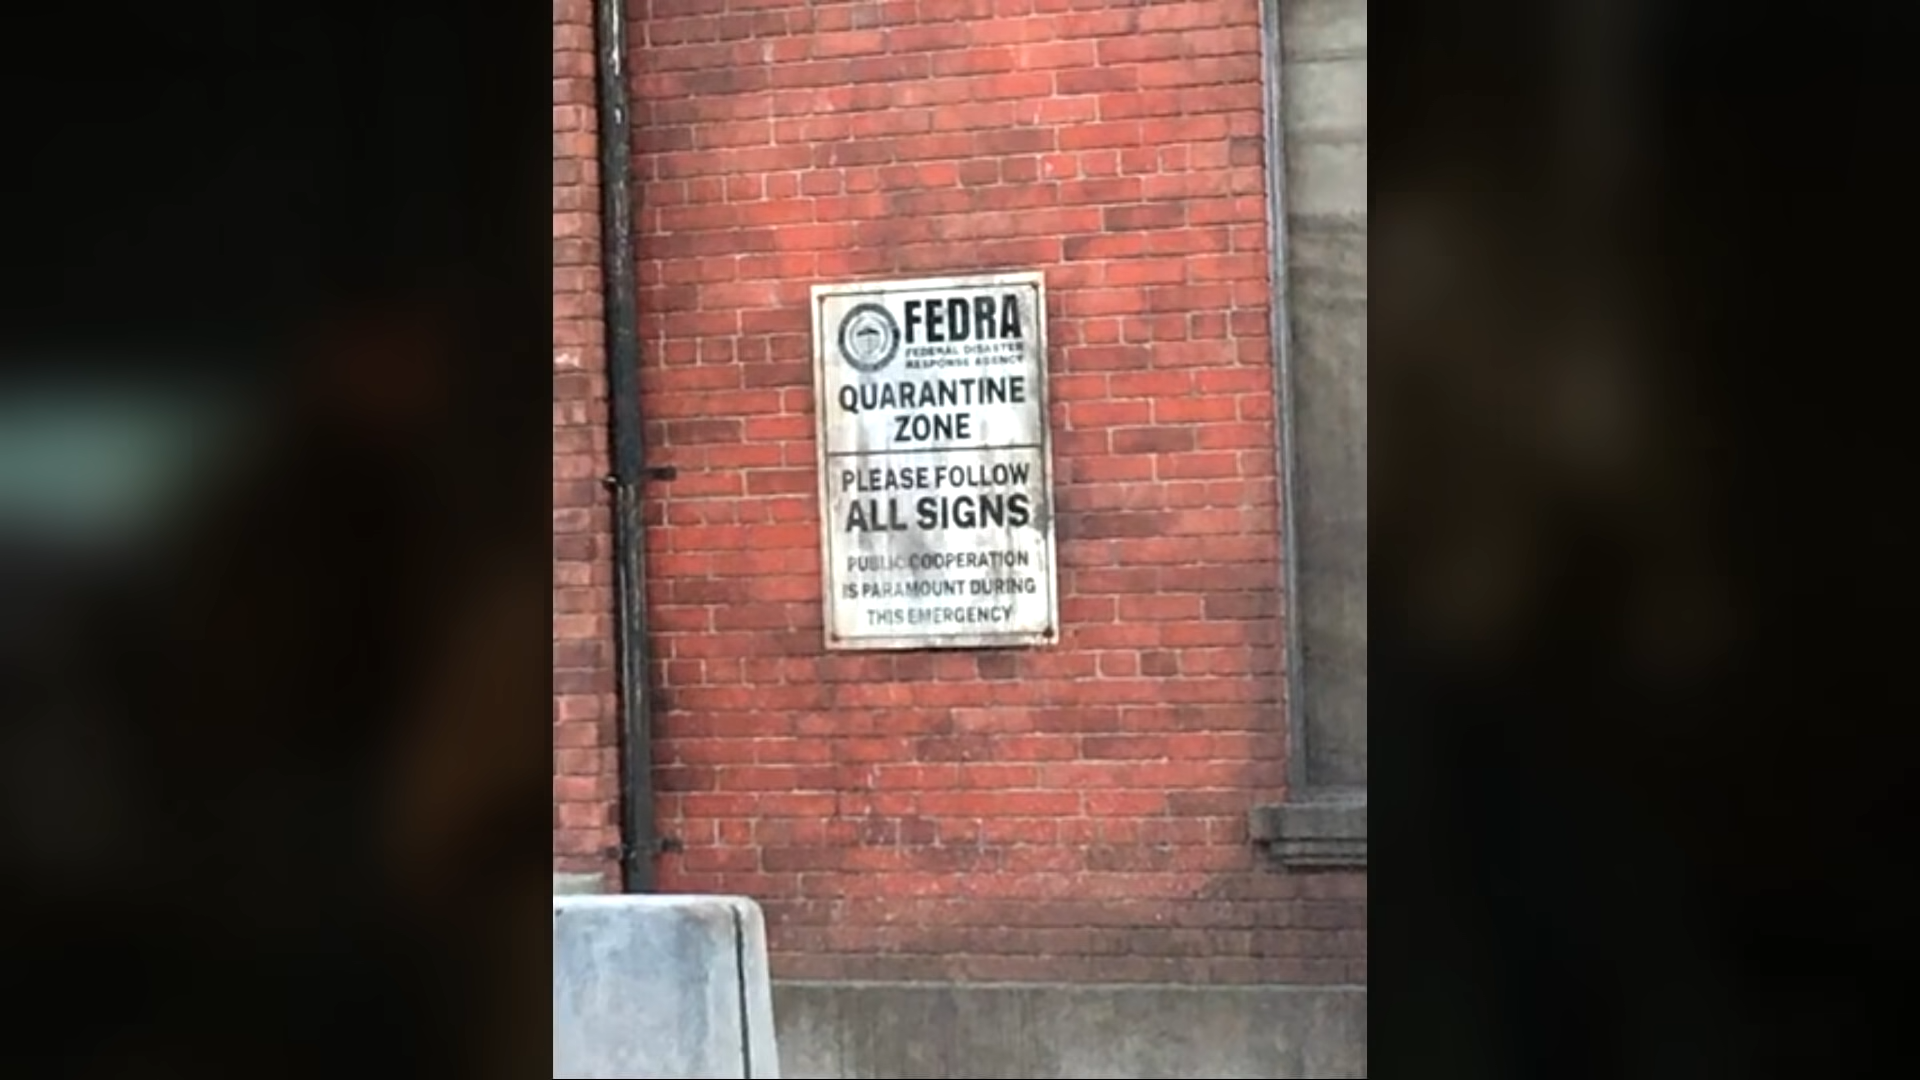 FEDRA
FEDERAL DISASTER
RESPONSE AGENCY
QUARANTINE
ZONE
PLEASE FOLLOW
ALL SIGNS
PUBLIC COOPERATION
IS PARAMOUNT DURING
THIS EMERGENCY